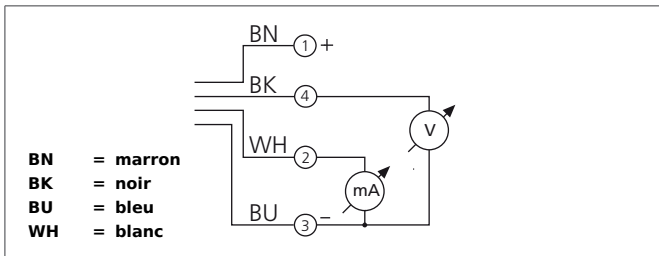 BN 1 +
BK 4
V
WH 2
mA
BU 3 –
BN = marron
BK = noir
BU = bleu
WH = blanc